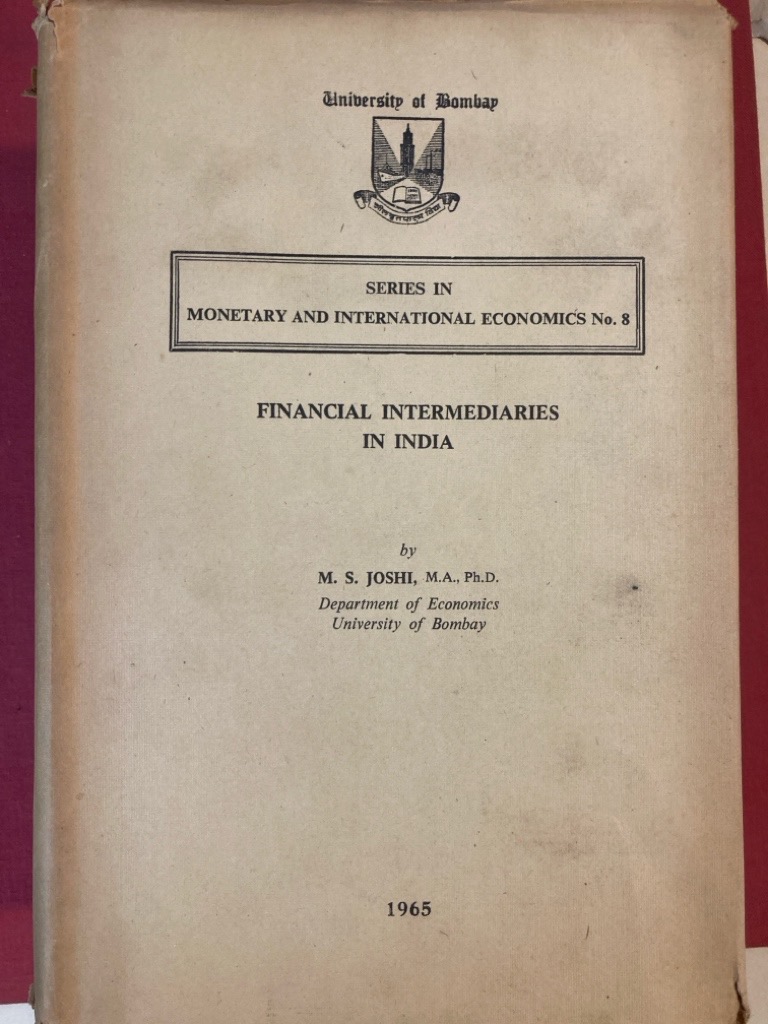 University of Bombay
SERIES IN
MONETARY AND INTERNATIONAL ECONOMICS No. 8
FINANCIAL INTERMEDIARIES
IN INDIA
by
M. S. JOSHI, M.A., Ph.D.
Department of Economics
University of Bombay
1965